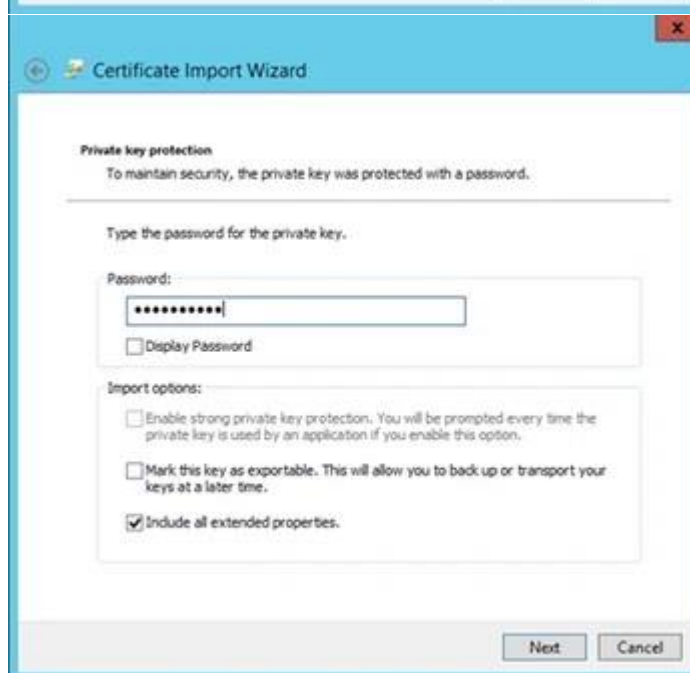 Certificate Import Wizard
Private key protection
To maintain security, the private key was protected with a password.
Type the password for the private key.
Password:
••••••••••
Display Password
Import options:
Enable strong private key protection. You will be prompted every time the
private key is used by an application if you enable this option.
Mark this key as exportable. This will allow you to back up or transport your
keys at a later time.
Include all extended properties.
Next Cancel